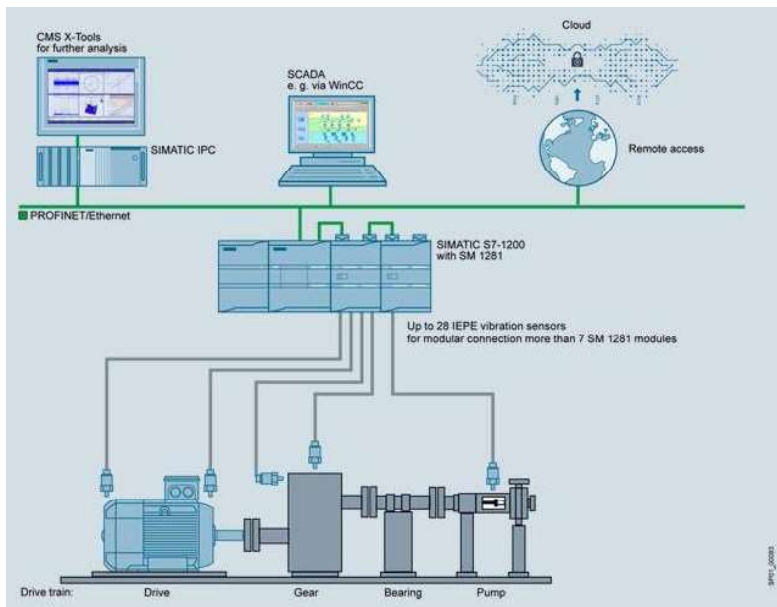 CMS X-Tools
for further analysis
SIMATIC IPC
SCADA
e. g. via WinCC
Cloud
Remote access
PROFINET/Ethernet
SIMATIC S7-1200
with SM 1281
Up to 28 IEPE vibration sensors
for modular connection more than 7 SM 1281 modules
Drive train:
Drive
Gear
Bearing
Pump
SP01_00093